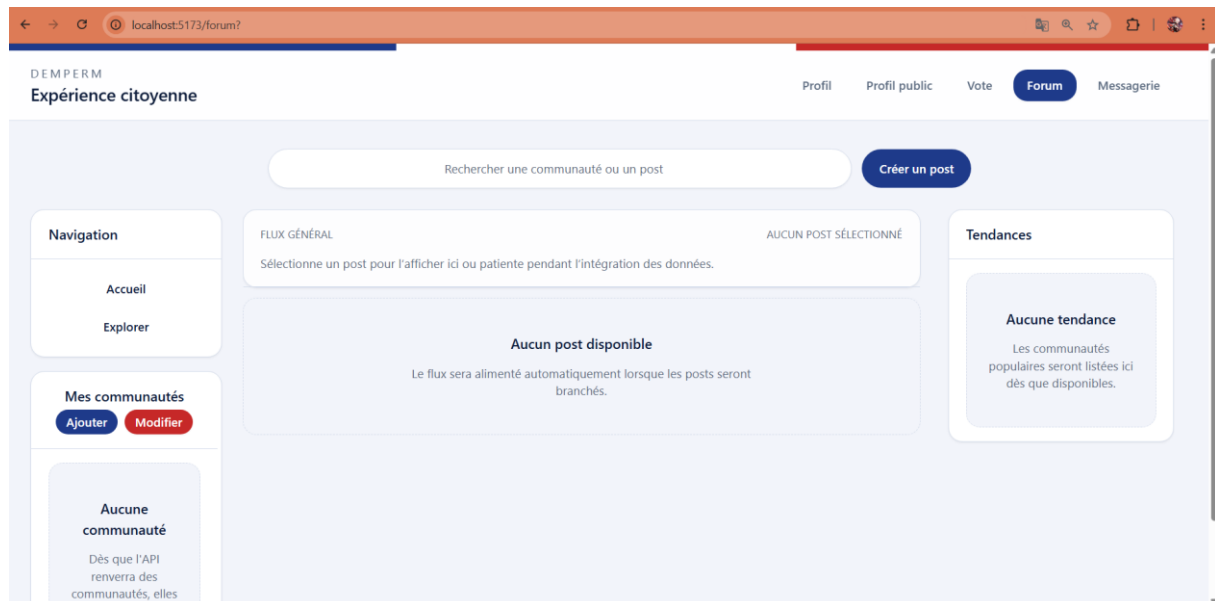 localhost:5173/forum?
DEMPERM
Expérience citoyenne
Profil
Profil public
Vote
Forum
Messagerie
Rechercher une communauté ou un post
Créer un post
Navigation
Accueil
Explorer
Mes communautés
Ajouter
Modifier
Aucune
communauté
Dès que l'API
renverra des
communautés, elles
FLUX GÉNÉRAL
AUCUN POST SÉLECTIONNÉ
Sélectionne un post pour l'afficher ici ou patiente pendant l'intégration des données.
Aucun post disponible
Le flux sera alimenté automatiquement lorsque les posts seront
branchés.
Tendances
Aucune tendance
Les communautés
populaires seront listées ici
dès que disponibles.